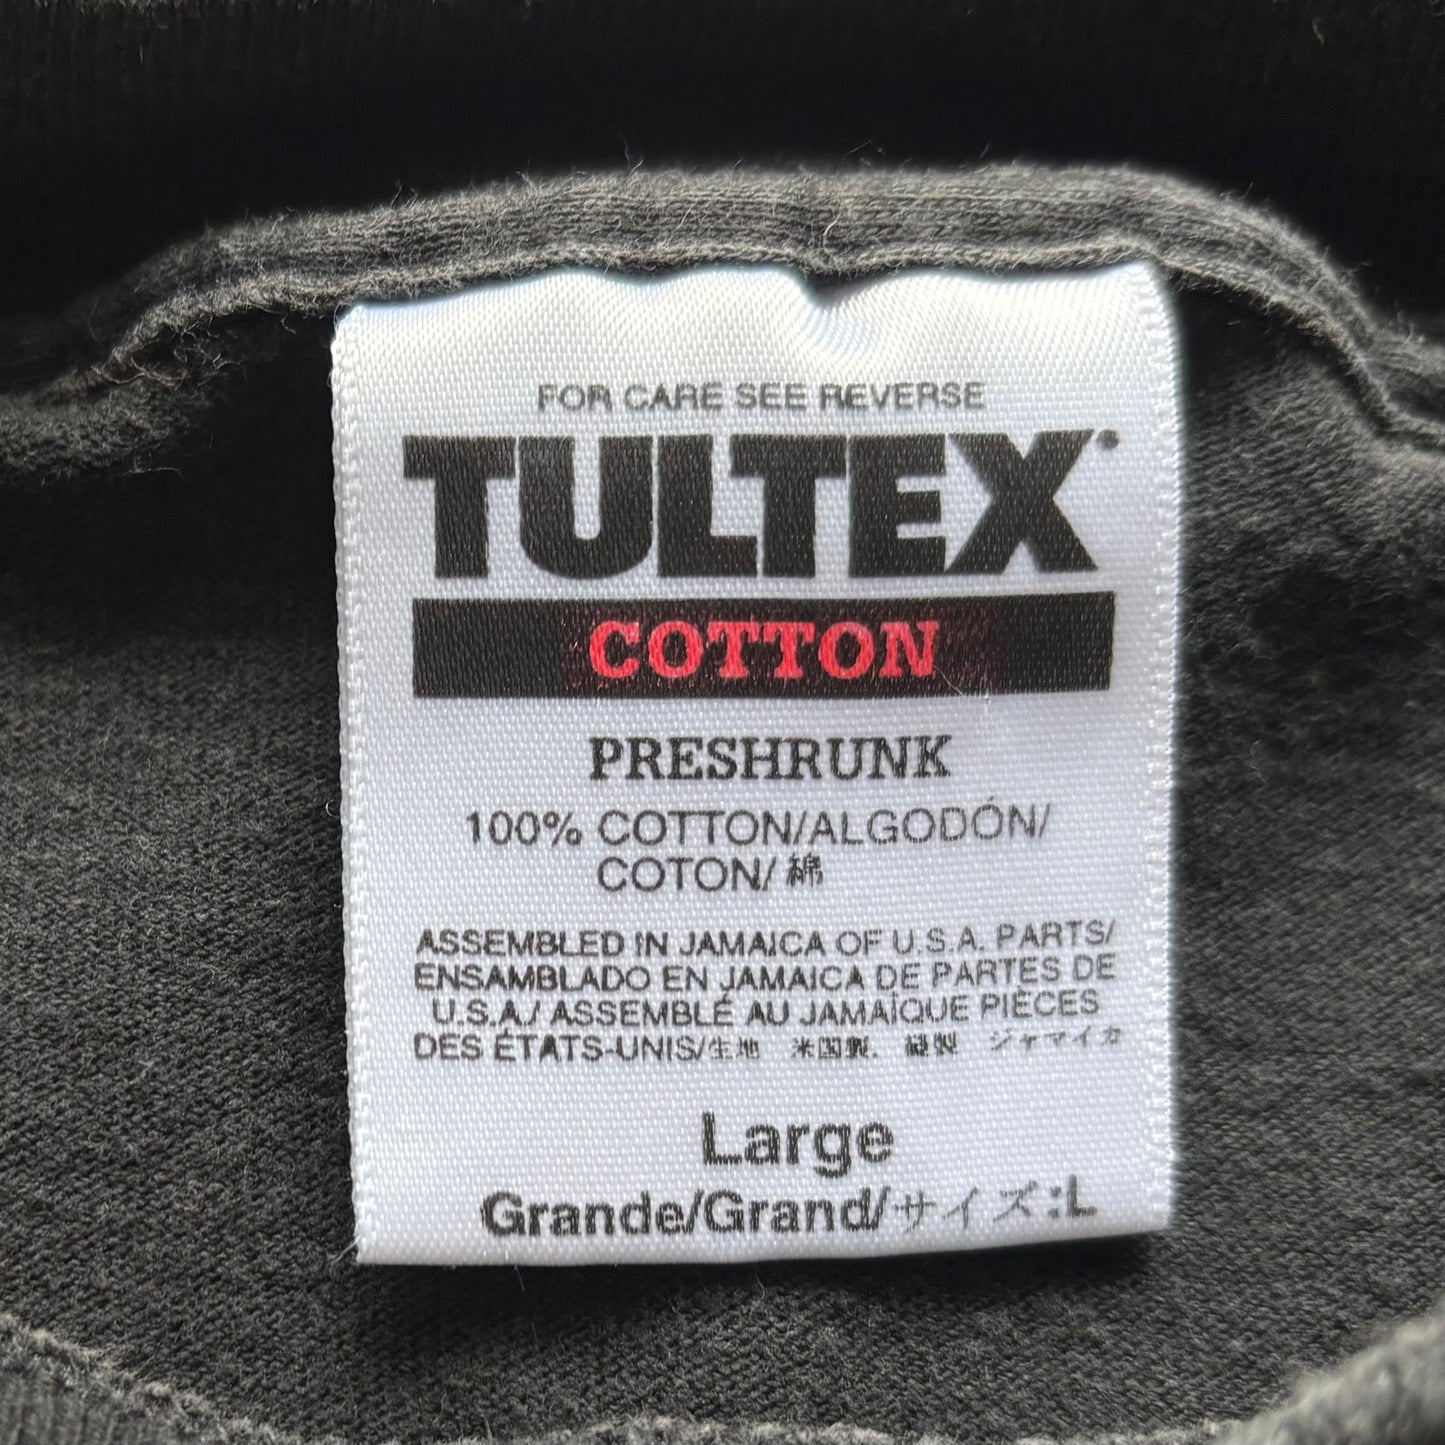 FOR CARE SEE REVERSE
TULTEX
COTTON
PRESHRUNK
100% COTTON/ALGODÓN/
COTON/綿
ASSEMBLED IN JAMAICA OF U.S.A. PARTS/
ENSAMBLADO EN JAMAICA DE PARTES DE
U.S.A./ ASSEMBLÉ AU JAMAÏQUE PIÈCES
DES ÉTATS-UNIS/生地 米国製. 縫製 ジャマイカ
Large
Grande/Grand/サイズ:L